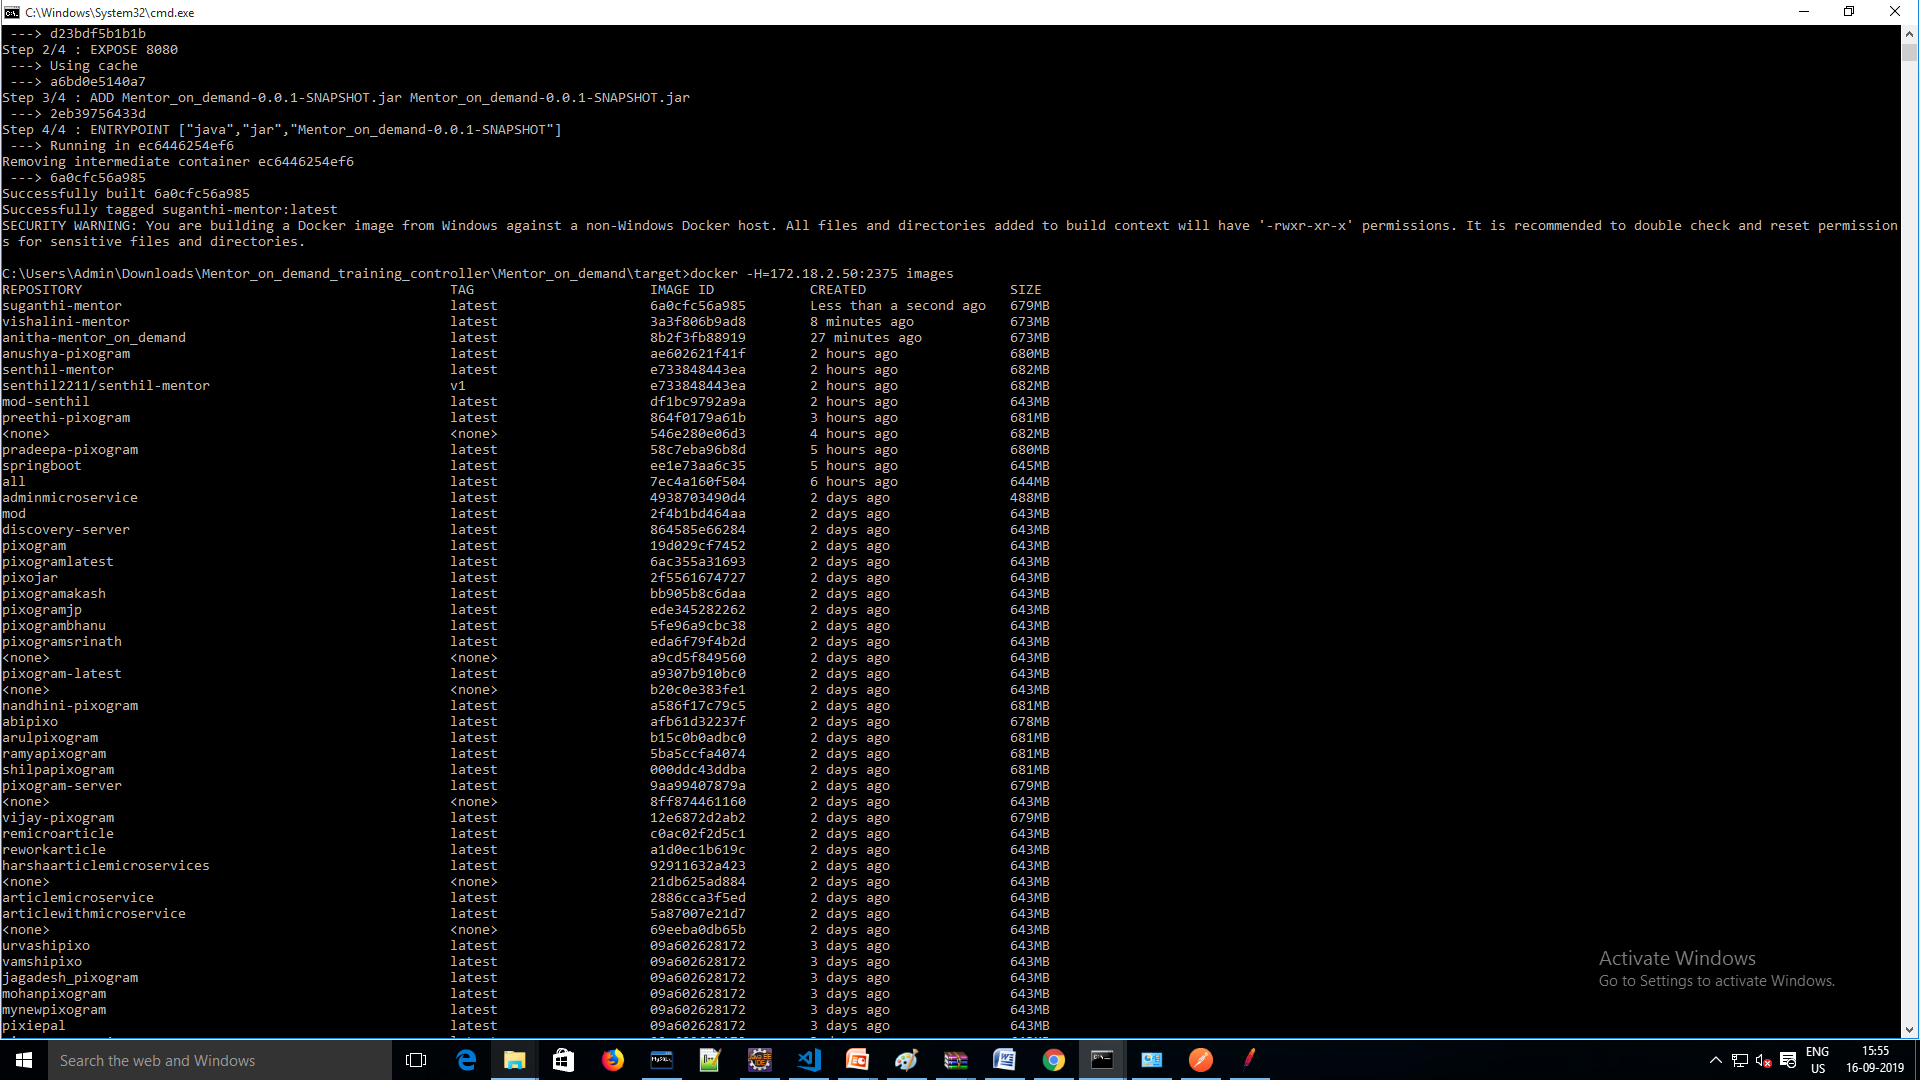 C:\Windows\System32\cmd.exe
---> d23bdf5b1b1b
Step 2/4 : EXPOSE 8080
---> Using cache
---> a6bd0e5140a7
Step 3/4 : ADD Mentor_on_demand-0.0.1-SNAPSHOT.jar Mentor_on_demand-0.0.1-SNAPSHOT.jar
---> 2eb39756433d
Step 4/4 : ENTRYPOINT ["java","jar","Mentor_on_demand-0.0.1-SNAPSHOT"]
---> Running in ec6446254ef6
Removing intermediate container ec6446254ef6
---> 6a0cfc56a985
Successfully built 6a0cfc56a985
Successfully tagged suganthi-mentor:latest
SECURITY WARNING: You are building a Docker image from Windows against a non-Windows Docker host. All files and directories added to build context will have '-rwxr-xr-x' permissions. It is recommended to double check and reset permission
s for sensitive files and directories.
C:\Users\Admin\Downloads\Mentor_on_demand_training_controller\Mentor_on_demand\target>docker -H=172.18.2.50:2375 images
REPOSITORY TAG IMAGE ID CREATED SIZE
suganthi-mentor latest 6a0cfc56a985 Less than a second ago 679MB
vishalini-mentor latest 3a3f806b9ad8 8 minutes ago 673MB
anitha-mentor_on_demand latest 8b2f3fb88919 27 minutes ago 673MB
anushya-pixogram latest ae602621f41f 2 hours ago 680MB
senthil-mentor latest e733848443ea 2 hours ago 682MB
senthil2211/senthil-mentor v1 e733848443ea 2 hours ago 682MB
mod-senthil latest df1bc9792a9a 2 hours ago 643MB
preethi-pixogram latest 864f0179a61b 3 hours ago 681MB
<none> <none> 546e280e06d3 4 hours ago 682MB
pradeepa-pixogram latest 58c7eba96b8d 5 hours ago 680MB
springboot latest ee1e73aa6c35 5 hours ago 645MB
all latest 7ec4a160f504 6 hours ago 644MB
adminmicroservice latest 4938703490d4 2 days ago 488MB
mod latest 2f4b1bd464aa 2 days ago 643MB
discovery-server latest 864585e66284 2 days ago 643MB
pixogram latest 19d029cf7452 2 days ago 643MB
pixogramlatest latest 6ac355a31693 2 days ago 643MB
pixojar latest 2f5561674727 2 days ago 643MB
pixogramakash latest bb905b8c6daa 2 days ago 643MB
pixogramjp latest ede345282262 2 days ago 643MB
pixogrambhanu latest 5fe96a9cbc38 2 days ago 643MB
pixogramsrinath latest eda6f79f4b2d 2 days ago 643MB
<none> <none> a9cd5f849560 2 days ago 643MB
pixogram-latest latest a9307b910bc0 2 days ago 643MB
<none> <none> b20c0e383fe1 2 days ago 643MB
nandhini-pixogram latest a586f17c79c5 2 days ago 681MB
abipixo latest afb61d32237f 2 days ago 678MB
arulpixogram latest b15c0b0adbc0 2 days ago 681MB
ramyapixogram latest 5ba5ccfa4074 2 days ago 681MB
shilpapixogram latest 000ddc43ddba 2 days ago 681MB
pixogram-server latest 9aa99407879a 2 days ago 679MB
<none> <none> 8ff874461160 2 days ago 643MB
vijay-pixogram latest 12e6872d2ab2 2 days ago 679MB
remicroarticle latest c0ac02f2d5c1 2 days ago 643MB
reworkarticle latest a1d0ec1b619c 2 days ago 643MB
harshaarticlemicroservices latest 92911632a423 2 days ago 643MB
<none> <none> 21db625ad884 2 days ago 643MB
articlemicroservice latest 2886cca3f5ed 2 days ago 643MB
articlewithmicroservice latest 5a87007e21d7 2 days ago 643MB
<none> <none> 69eeba0db65b 2 days ago 643MB
urvashipixo latest 09a602628172 3 days ago 643MB
vamshipixo latest 09a602628172 3 days ago 643MB
jagadesh_pixogram latest 09a602628172 3 days ago 643MB
mohanpixogram latest 09a602628172 3 days ago 643MB
mynewpixogram latest 09a602628172 3 days ago 643MB
pixiepal latest 09a602628172 3 days ago 643MB
Activate Windows
Go to Settings to activate Windows.
Search the web and Windows
ENG
US
15:55
16-09-2019